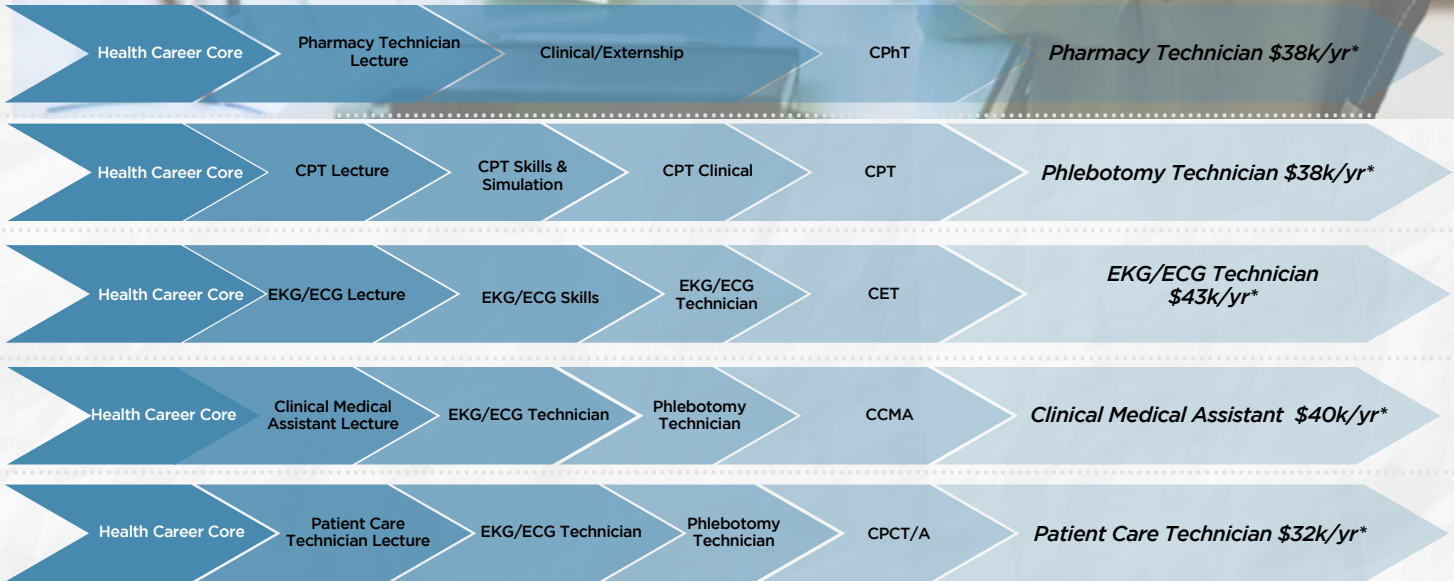 Health Career Core
Pharmacy Technician
Lecture
Clinical/Externship
CPhT
Pharmacy Technician $38k/yr*
Health Career Core
CPT Lecture
CPT Skills &
Simulation
CPT Clinical
CPT
Phlebotomy Technician $38k/yr*
Health Career Core
EKG/ECG Lecture
EKG/ECG Skills
EKG/ECG
Technician
CET
EKG/ECG Technician
$43k/yr*
Health Career Core
Clinical Medical
Assistant Lecture
EKG/ECG Technician
Phlebotomy
Technician
CCMA
Clinical Medical Assistant $40k/yr*
Health Career Core
Patient Care
Technician Lecture
EKG/ECG Technician
Phlebotomy
Technician
CPCT/A
Patient Care Technician $32k/yr*